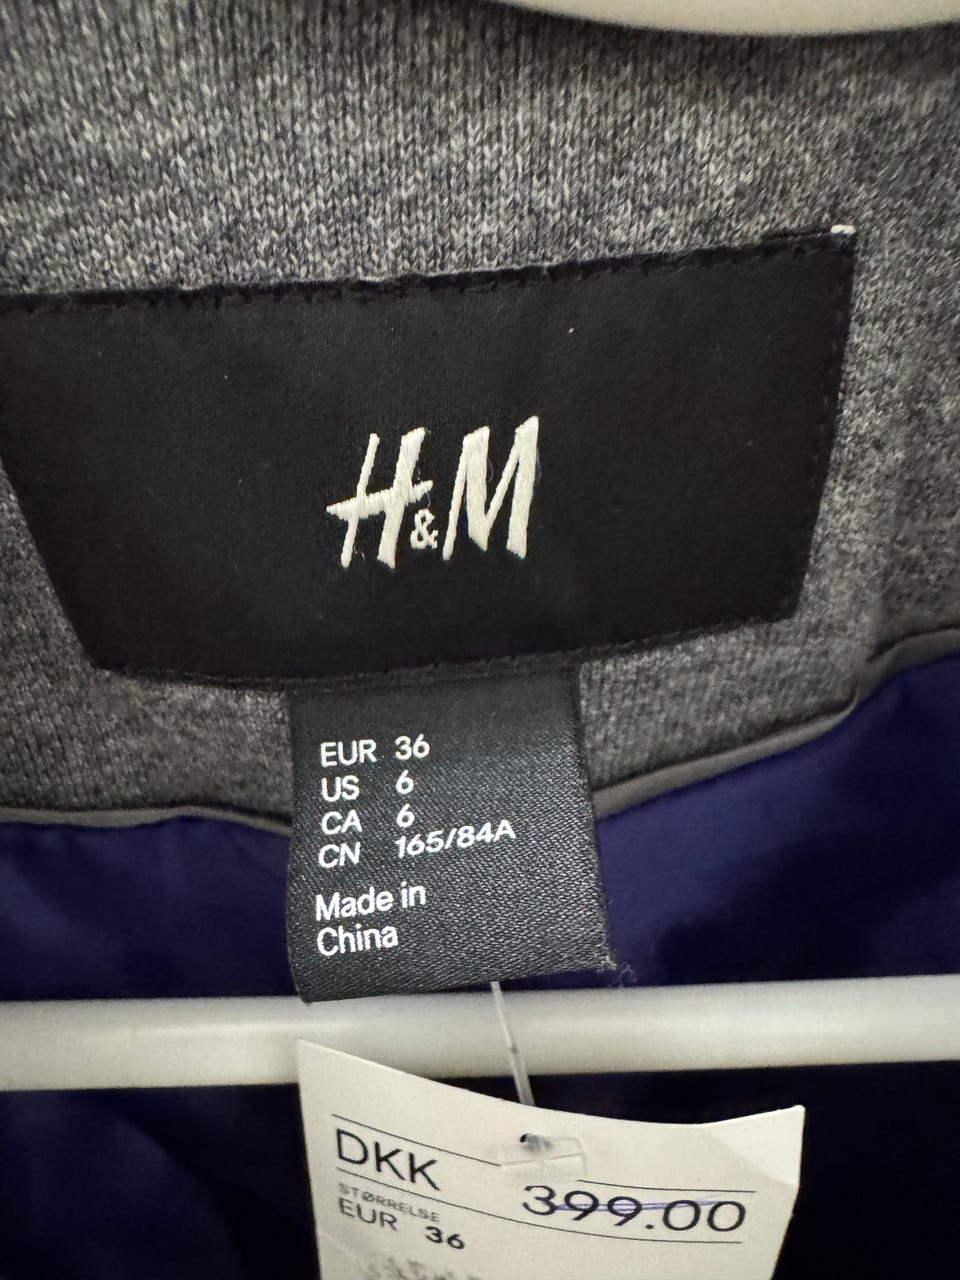 H&M
EUR 36
US 6
CA 6
CN 165/84A
Made in
China
DKK 399.00
STØRRELSE
EUR 36